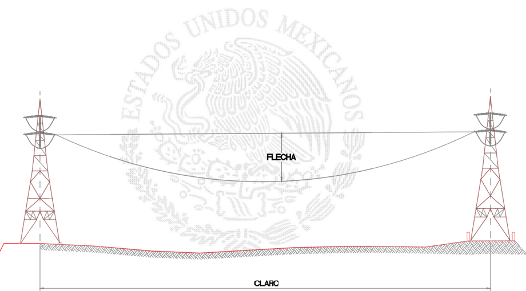 ESTADOS UNIDOS MEXICANOS
FLECHA
CLARO